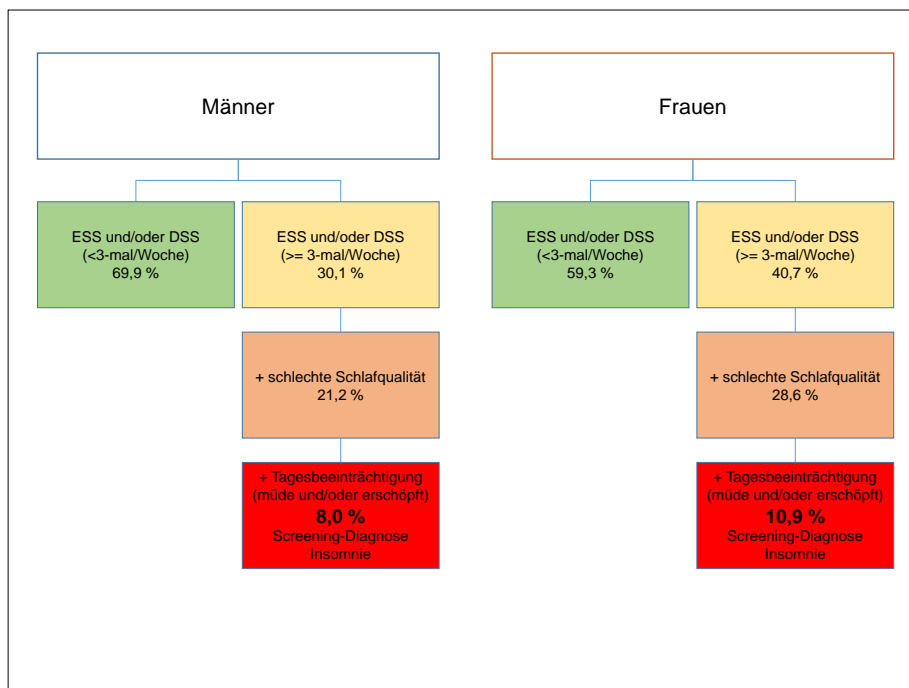 Männer
ESS und/oder DSS
(<3-mal/Woche)
69,9 %
ESS und/oder DSS
(>= 3-mal/Woche)
30,1 %
+ schlechte Schlafqualität
21,2 %
+ Tagesbeeinträchtigung
(müde und/oder erschöpft)
8,0 %
Screening-Diagnose
Insomnie
Frauen
ESS und/oder DSS
(<3-mal/Woche)
59,3 %
ESS und/oder DSS
(>= 3-mal/Woche)
40,7 %
+ schlechte Schlafqualität
28,6 %
+ Tagesbeeinträchtigung
(müde und/oder erschöpft)
10,9 %
Screening-Diagnose
Insomnie